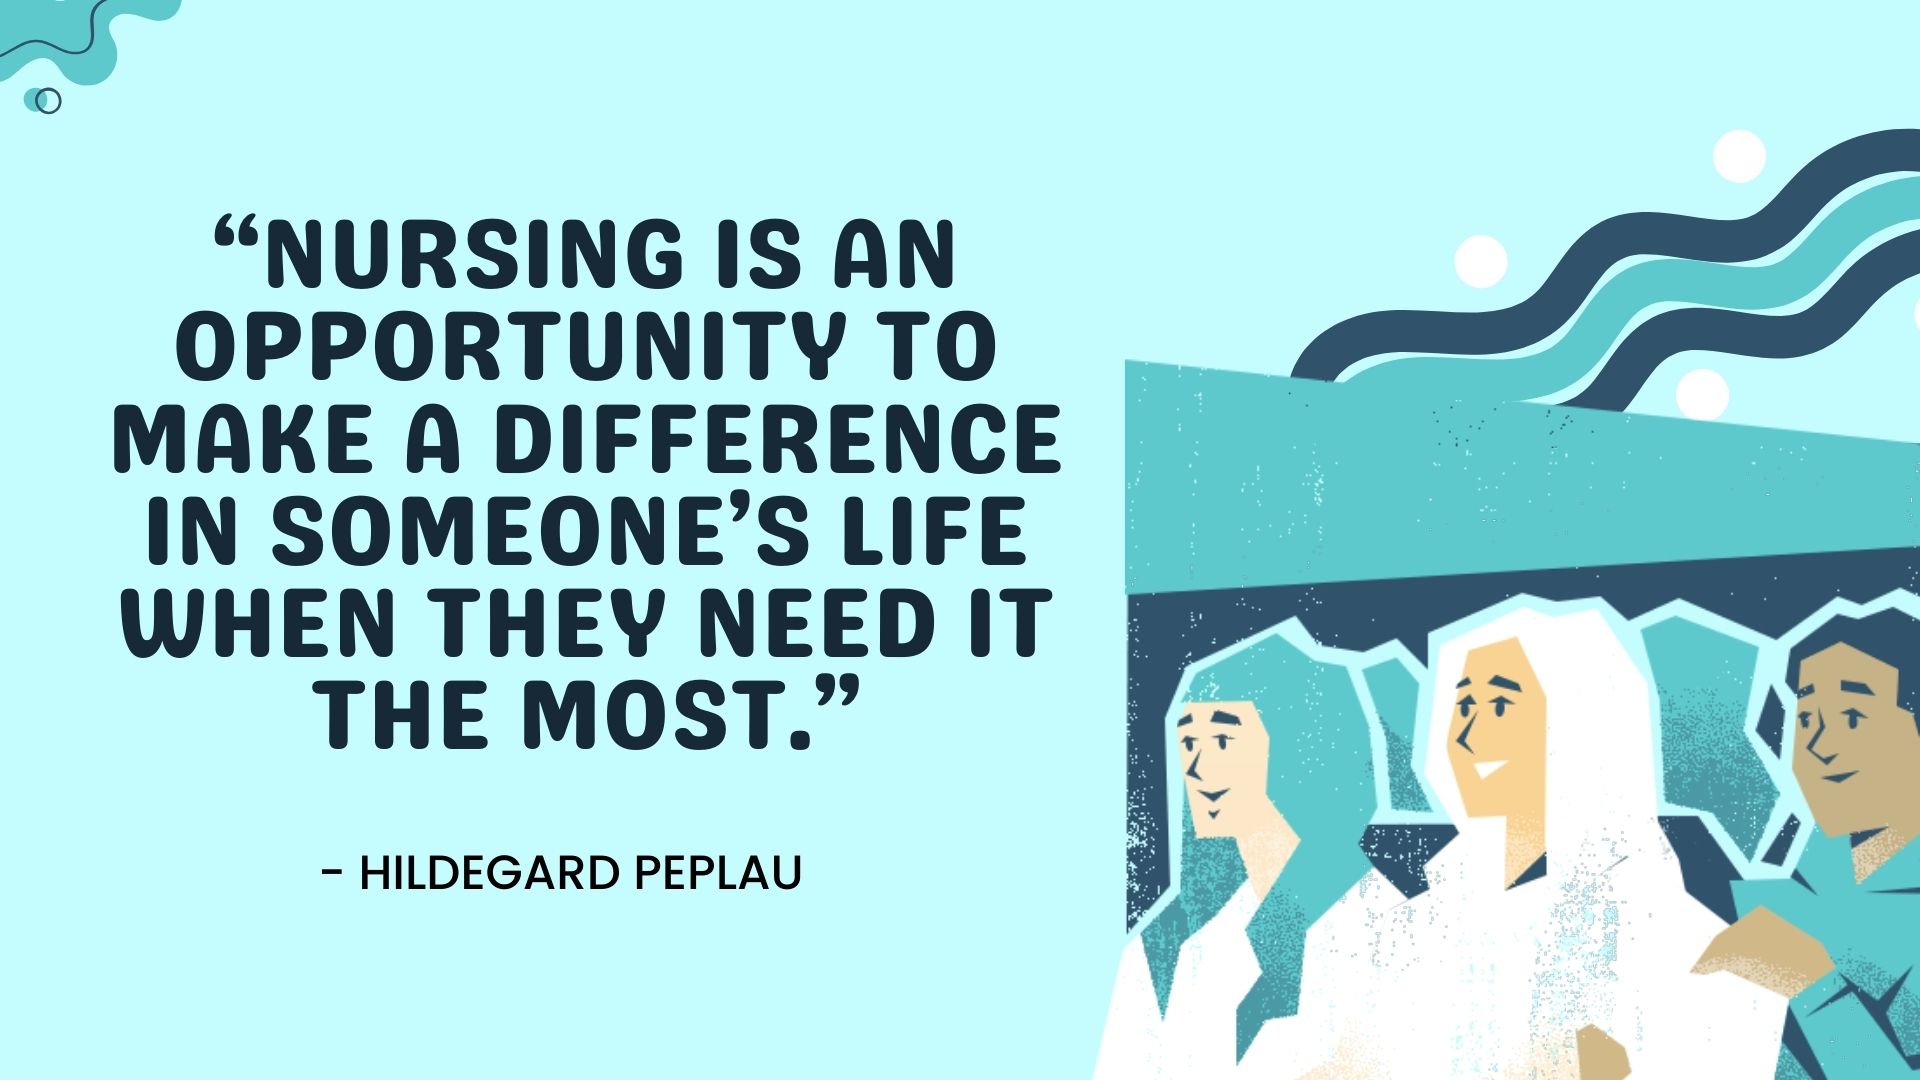 “NURSING IS AN
OPPORTUNITY TO
MAKE A DIFFERENCE
IN SOMEONE’S LIFE
WHEN THEY NEED IT
THE MOST.”
- HILDEGARD PEPLAU